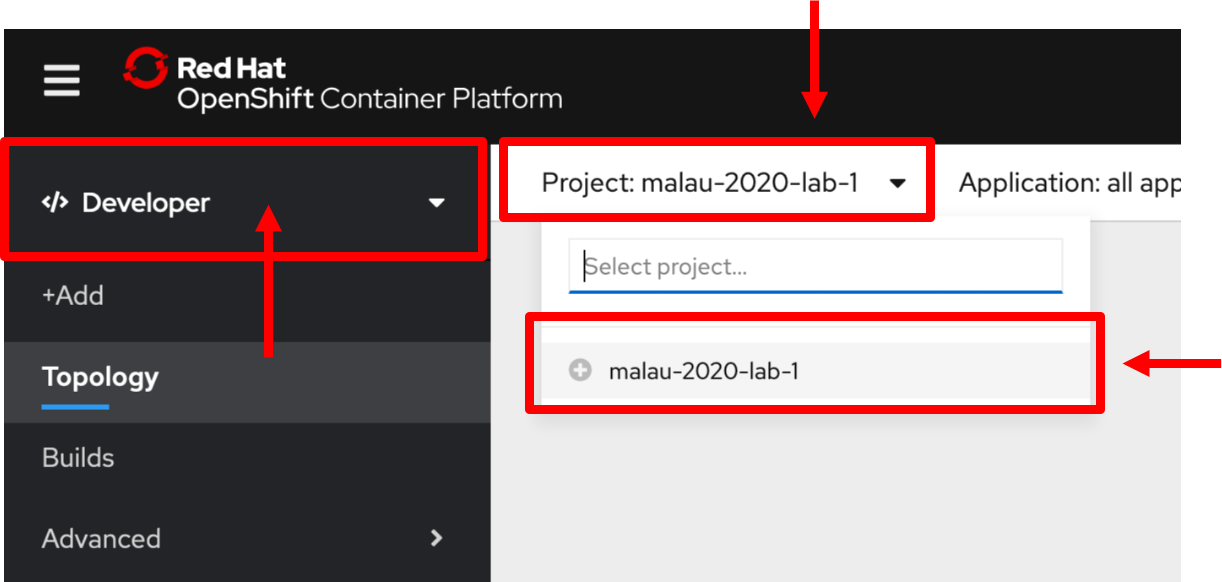 Red Hat
OpenShift Container Platform
</> Developer
Project: malau-2020-lab-1
Application: all app
Select project...
+Add
malau-2020-lab-1
Topology
Builds
Advanced